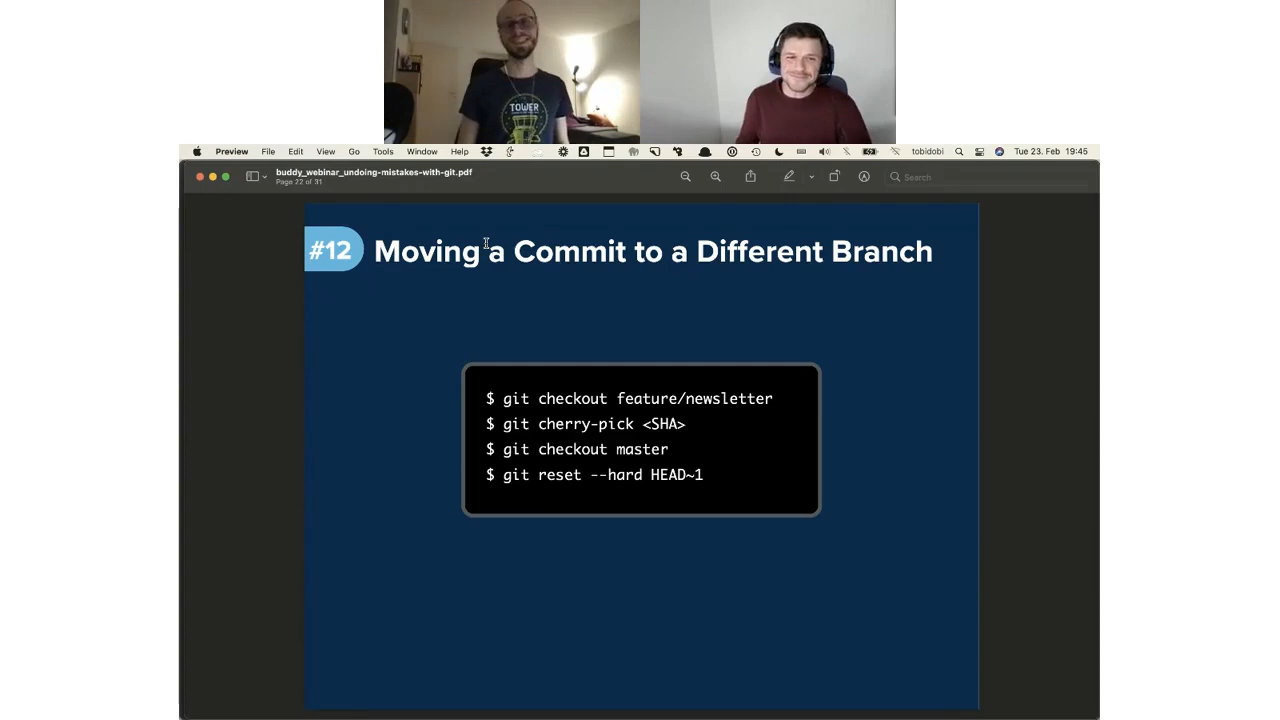 TOWER
Preview File Edit View Go Tools Window Help tobidobi Tue 23. Feb 19:45
buddy_webinar_undoing-mistakes-with-git.pdf
Page 22 of 31
Search
#12 Moving a Commit to a Different Branch
$ git checkout feature/newsletter
$ git cherry-pick <SHA>
$ git checkout master
$ git reset --hard HEAD~1